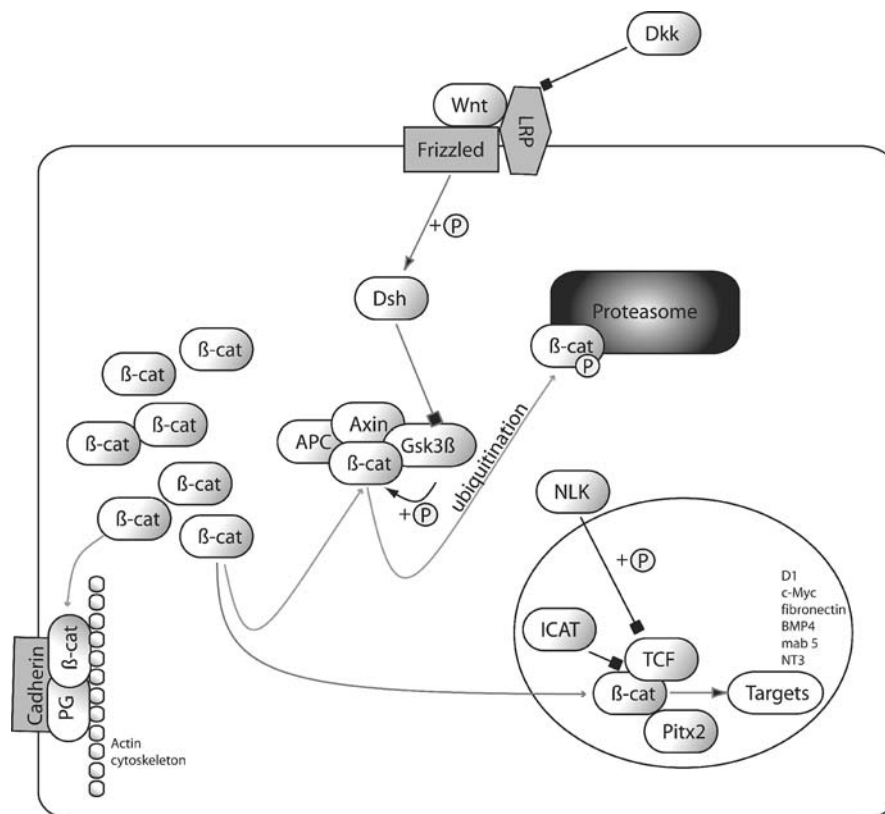 Dkk
Wnt
LRP
Frizzled
+ P
Dsh
Proteasome
ß-cat
P
ß-cat
ß-cat
ß-cat
ß-cat
Axin
APC
Gsk3ß
ß-cat
+ P
ubiquitination
ß-cat
ß-cat
ß-cat
NLK
+ P
D1
c-Myc
fibronectin
BMP4
mab 5
NT3
ICAT
TCF
ß-cat
Targets
Pitx2
Cadherin
ß-cat
PG
Actin
cytoskeleton